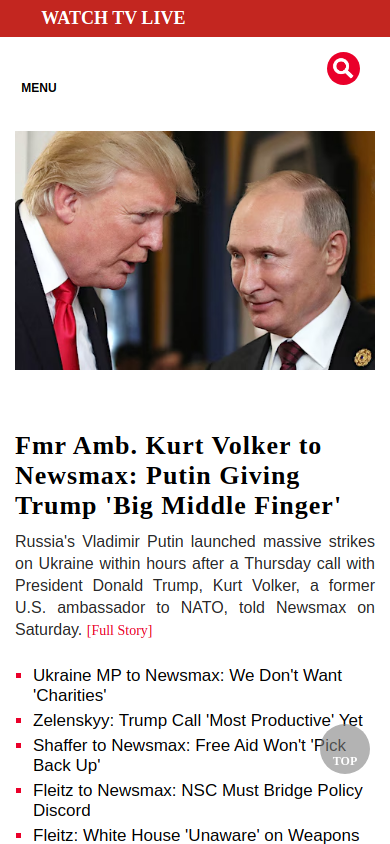 WATCH TV LIVE
MENU
Fmr Amb. Kurt Volker to
Newsmax: Putin Giving
Trump 'Big Middle Finger'
Russia's Vladimir Putin launched massive strikes
on Ukraine within hours after a Thursday call with
President Donald Trump, Kurt Volker, a former
U.S. ambassador to NATO, told Newsmax on
Saturday. [Full Story]
Ukraine MP to Newsmax: We Don't Want
'Charities'
Zelenskyy: Trump Call 'Most Productive' Yet
Shaffer to Newsmax: Free Aid Won't 'Pick
Back Up'
TOP
Fleitz to Newsmax: NSC Must Bridge Policy
Discord
Fleitz: White House 'Unaware' on Weapons